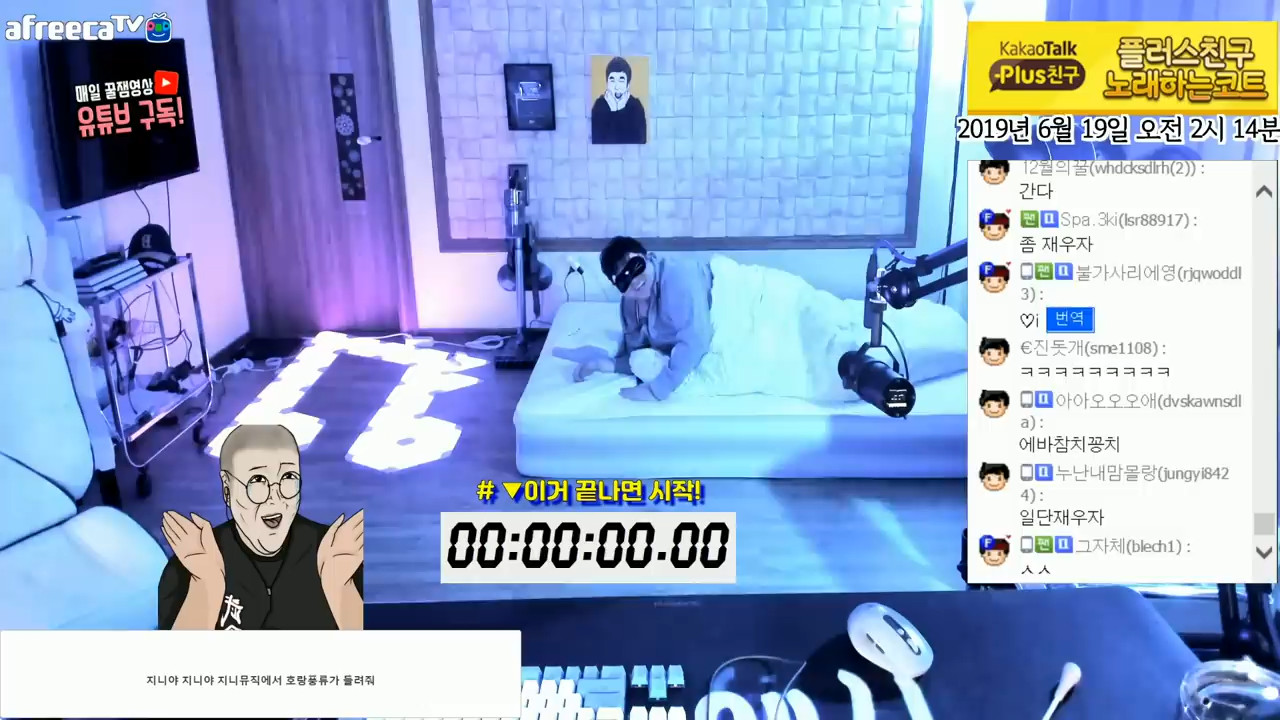 afreecaTV
매일 꿀잼영상
유튜브 구독!
KakaoTalk
Plus친구
플러스친구
노래하는코트
2019년 6월 19일 오전 2시 14분
12월의꿀(whdcksdlrh(2)) :
간다
팬 Spa.3ki(lsr88917) :
좀 재우자
팬 불가사리에영(rjqwoddl
3) :
♡i 번역
€진돗개(sme1108) :
ㅋㅋㅋㅋㅋㅋㅋㅋㅋ
아아오오오애(dvskawnsdl
a) :
에바참치꽁치
누난내맘몰랑(jungyi842
4) :
일단재우자
팬 그자체(blech1) :
ㅅㅅ
# ▼이거 끝나면 시작!
00:00:00.00
지니야 지니야 지니뮤직에서 호랑풍류가 들려줘